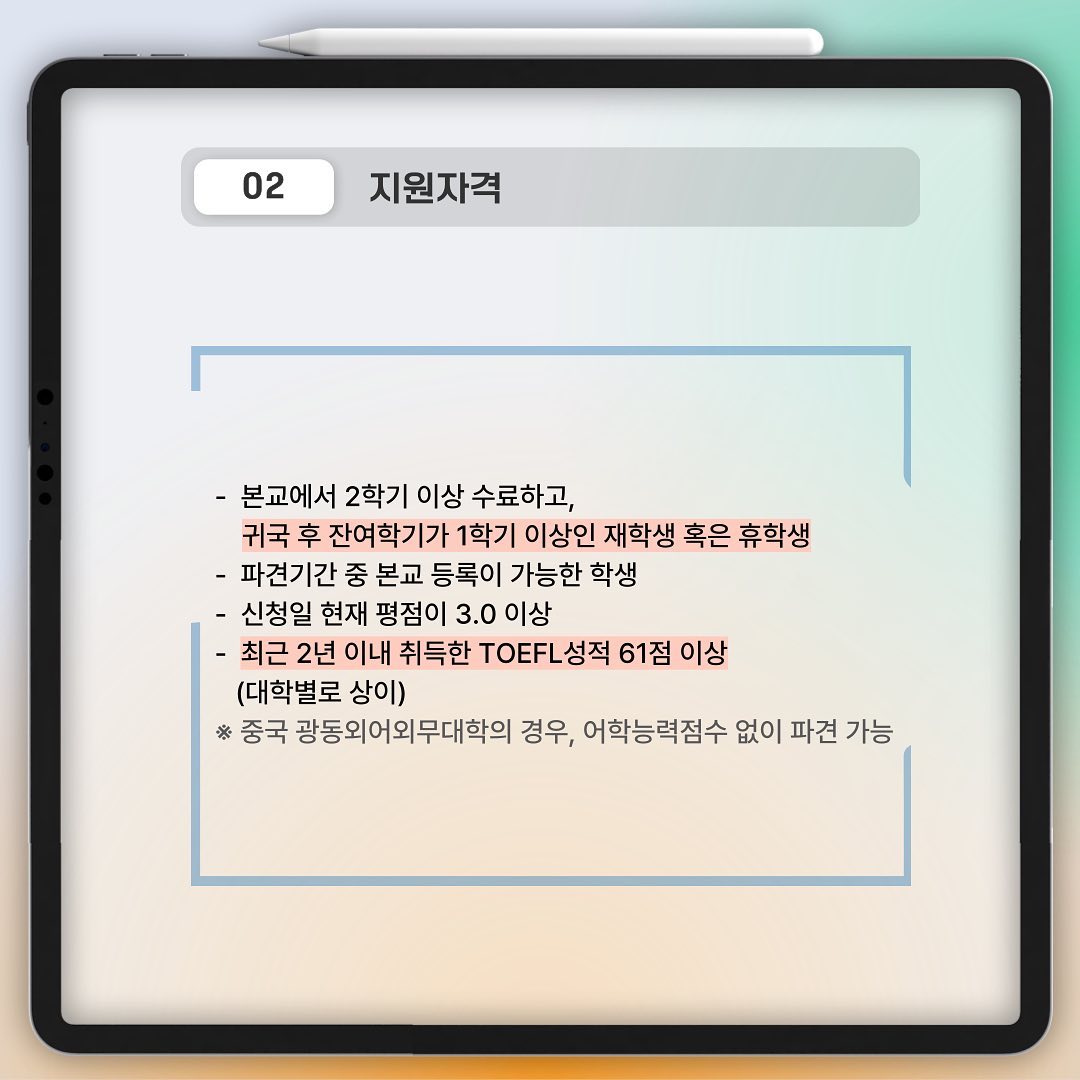 02 지원자격
- 본교에서 2학기 이상 수료하고,
귀국 후 잔여학기가 1학기 이상인 재학생 혹은 휴학생
- 파견기간 중 본교 등록이 가능한 학생
- 신청일 현재 평점이 3.0 이상
- 최근 2년 이내 취득한 TOEFL성적 61점 이상
(대학별로 상이)
※ 중국 광동외어외무대학의 경우, 어학능력점수 없이 파견 가능